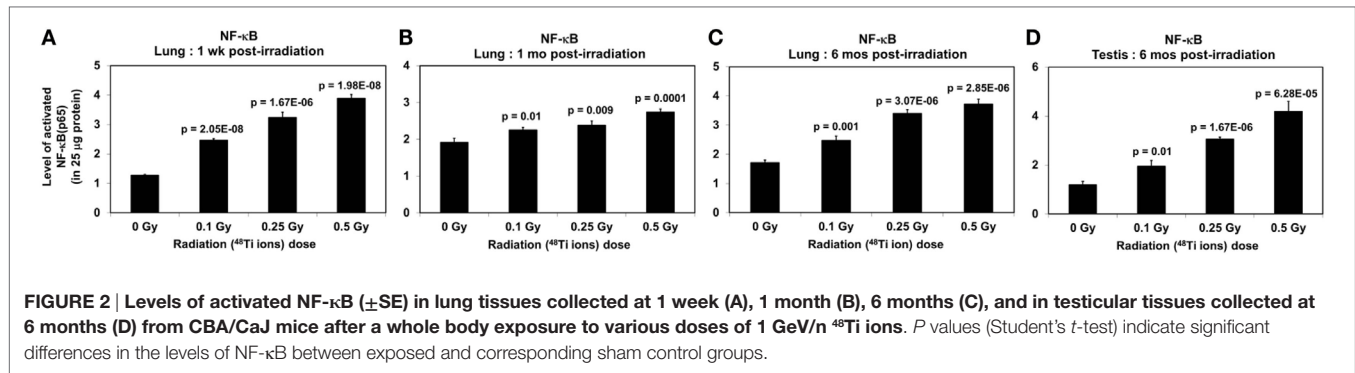 A
NF-κB
Lung : 1 wk post-irradiation
Level of activated
NF-κB(p65)
(in 25 μg protein)
5
4
3
2
1
0
p = 2.05E-08
p = 1.67E-06
p = 1.98E-08
0 Gy
0.1 Gy
0.25 Gy
0.5 Gy
Radiation (⁴⁸Ti ions) dose
B
NF-κB
Lung : 1 mo post-irradiation
4
3
2
1
0
p = 0.01
p = 0.009
p = 0.0001
0 Gy
0.1 Gy
0.25 Gy
0.5 Gy
Radiation (⁴⁸Ti ions) dose
C
NF-κB
Lung : 6 mos post-irradiation
5
4
3
2
1
0
p = 0.001
p = 3.07E-06
p = 2.85E-06
0 Gy
0.1 Gy
0.25 Gy
0.5 Gy
Radiation (⁴⁸Ti ion) dose
D
NF-κB
Testis : 6 mos post-irradiation
6
4
2
0
p = 0.01
p = 1.67E-06
p = 6.28E-05
0 Gy
0.1 Gy
0.25 Gy
0.5 Gy
Radiation (⁴⁸Ti ions) dose
FIGURE 2 | Levels of activated NF-κB (±SE) in lung tissues collected at 1 week (A), 1 month (B), 6 months (C), and in testicular tissues collected at
6 months (D) from CBA/CaJ mice after a whole body exposure to various doses of 1 GeV/n ⁴⁸Ti ions. P values (Student's t-test) indicate significant
differences in the levels of NF-κB between exposed and corresponding sham control groups.